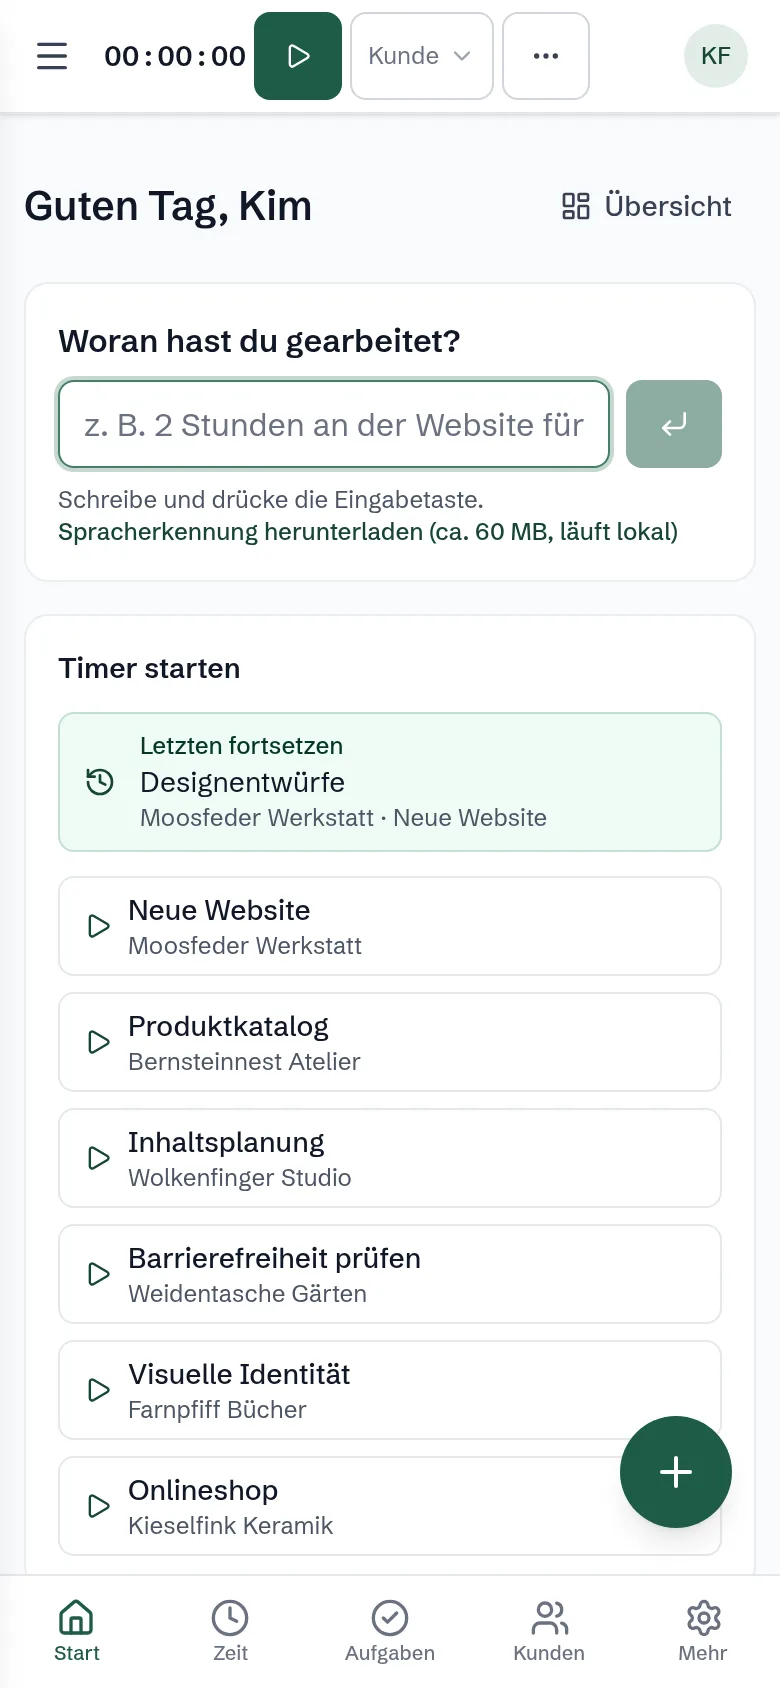 00:00:00
Kunde
KF
Guten Tag, Kim
Übersicht
Woran hast du gearbeitet?
z. B. 2 Stunden an der Website für
Schreibe und drücke die Eingabetaste.
Spracherkennung herunterladen (ca. 60 MB, läuft lokal)
Timer starten
Letzten fortsetzen
Designentwürfe
Moosfeder Werkstatt · Neue Website
Neue Website
Moosfeder Werkstatt
Produktkatalog
Bernsteinnest Atelier
Inhaltsplanung
Wolkenfinger Studio
Barrierefreiheit prüfen
Weidentasche Gärten
Visuelle Identität
Farnpfiff Bücher
Onlineshop
Kieselfink Keramik
Start
Zeit
Aufgaben
Kunden
Mehr